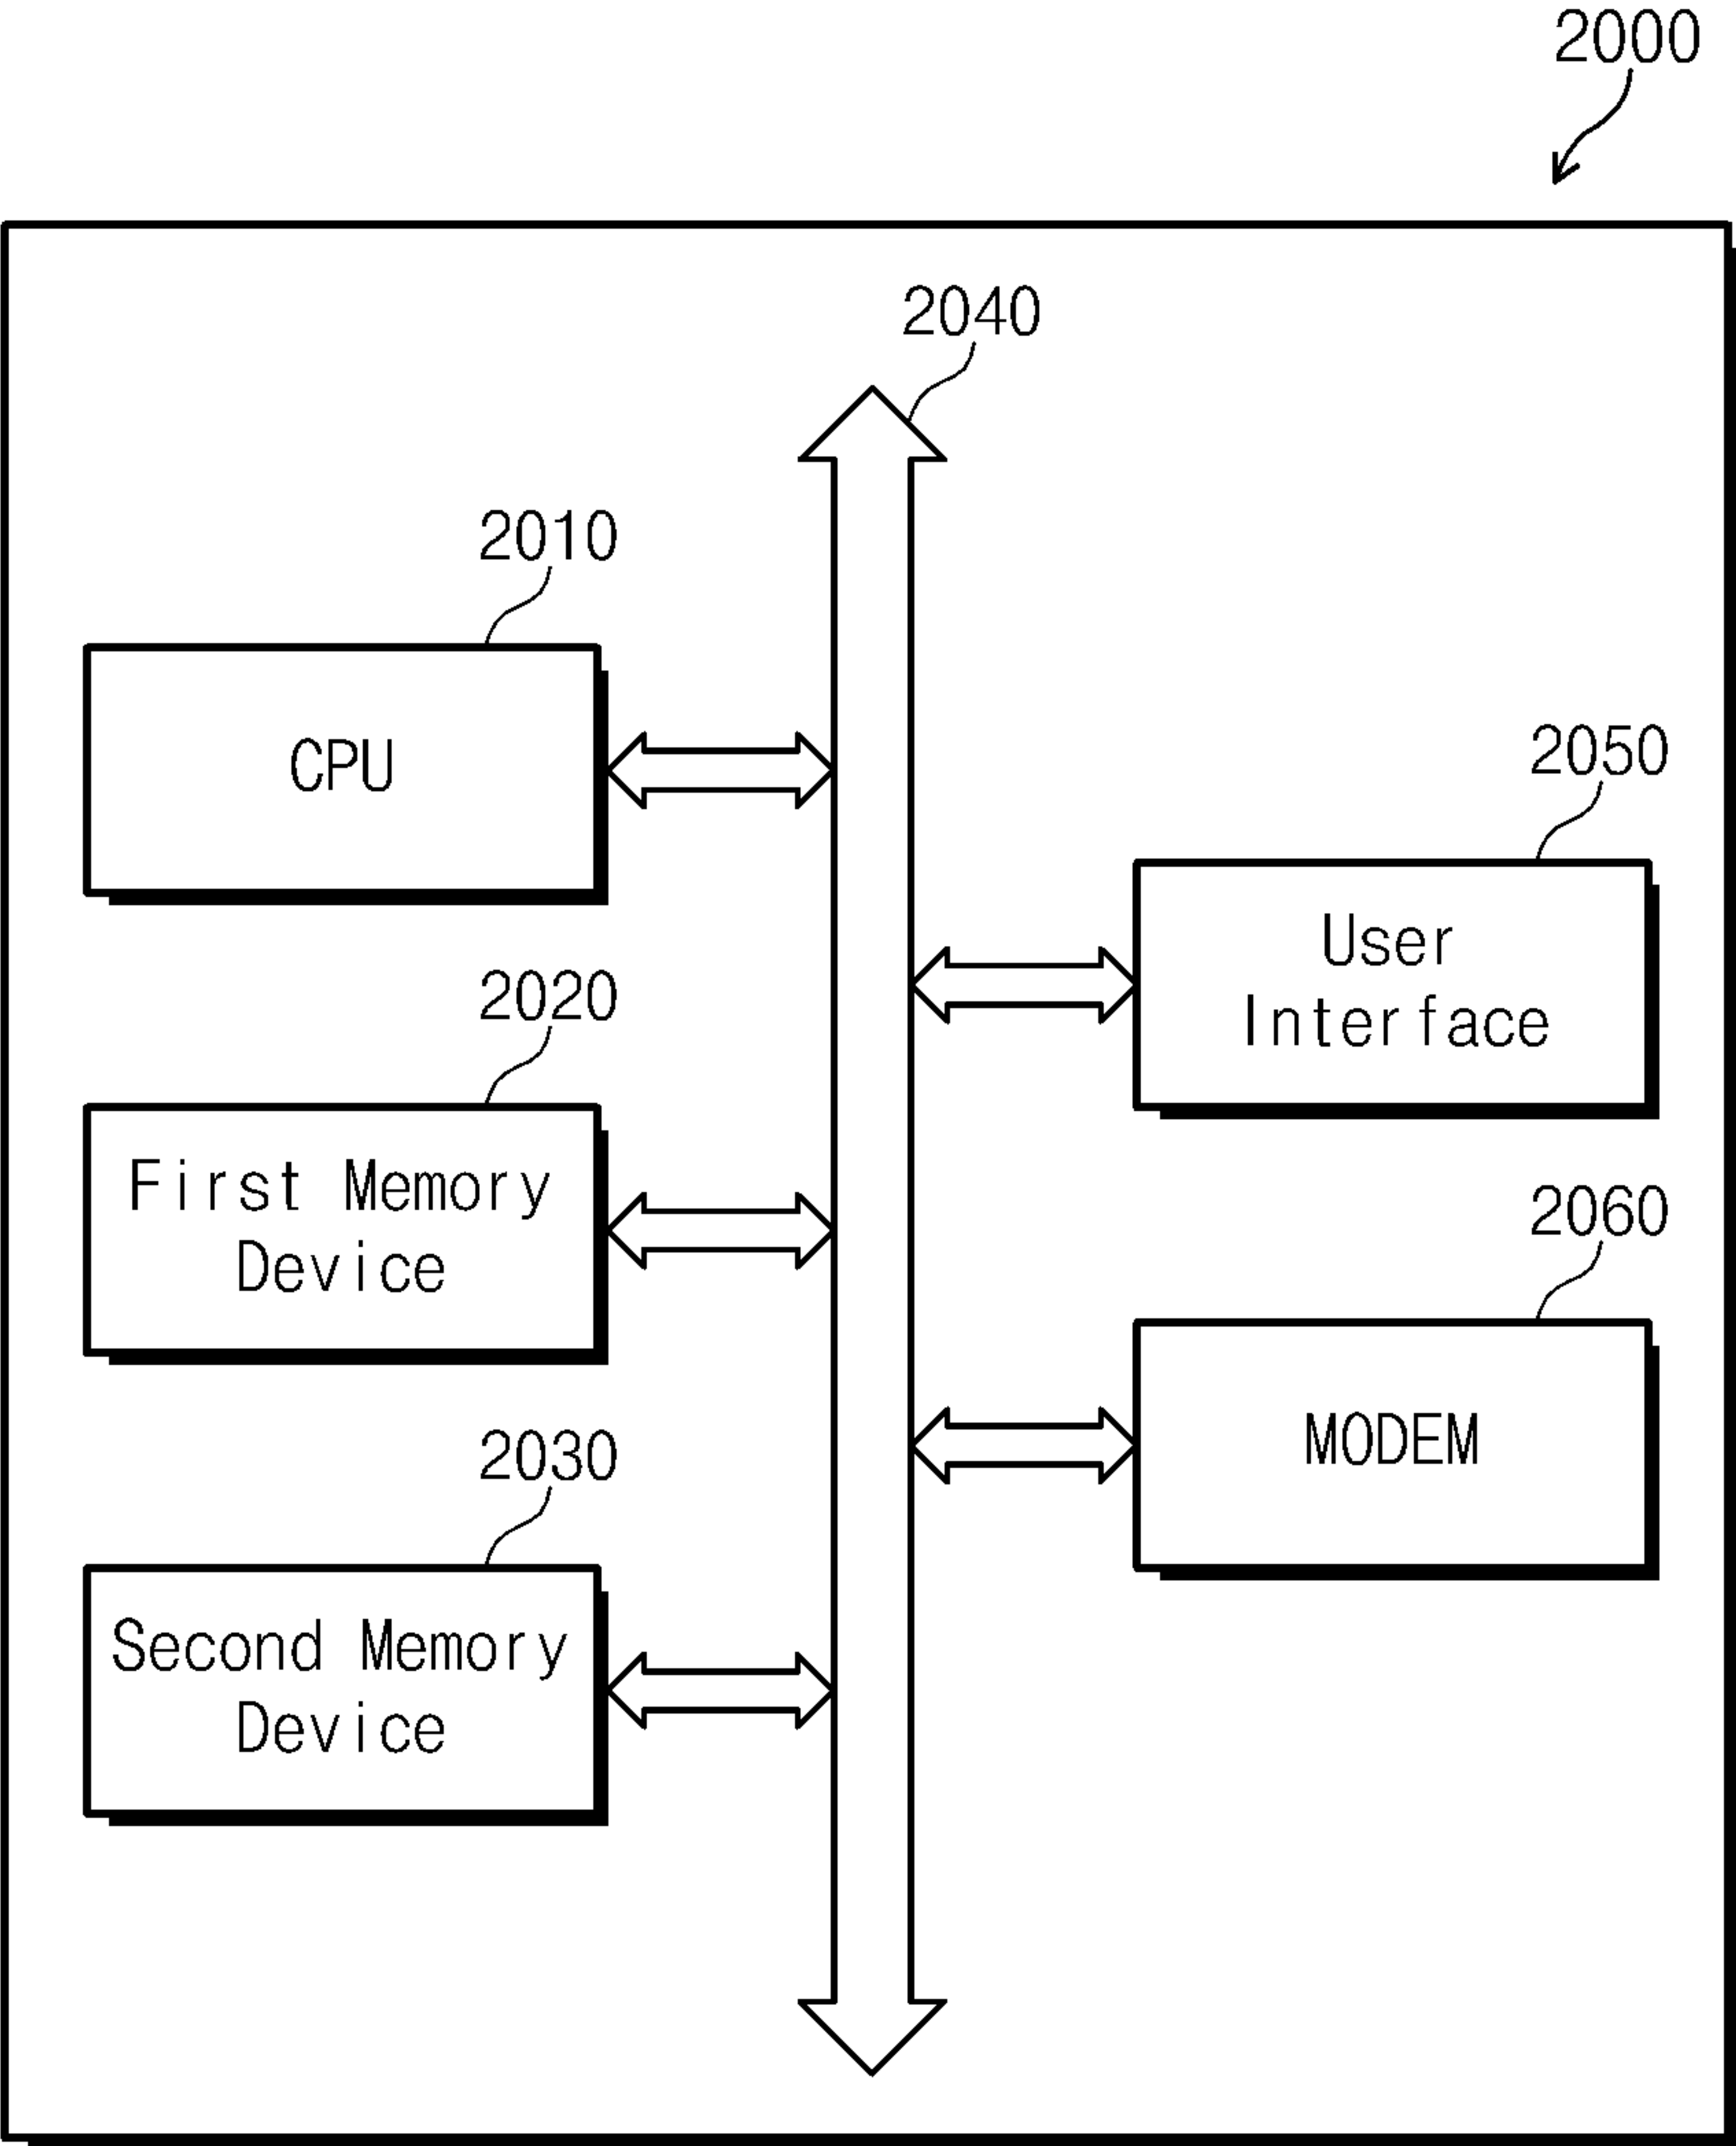 2000
2040
2010
CPU
2050
User
Interface
2020
First Memory
Device
2060
MODEM
2030
Second Memory
Device